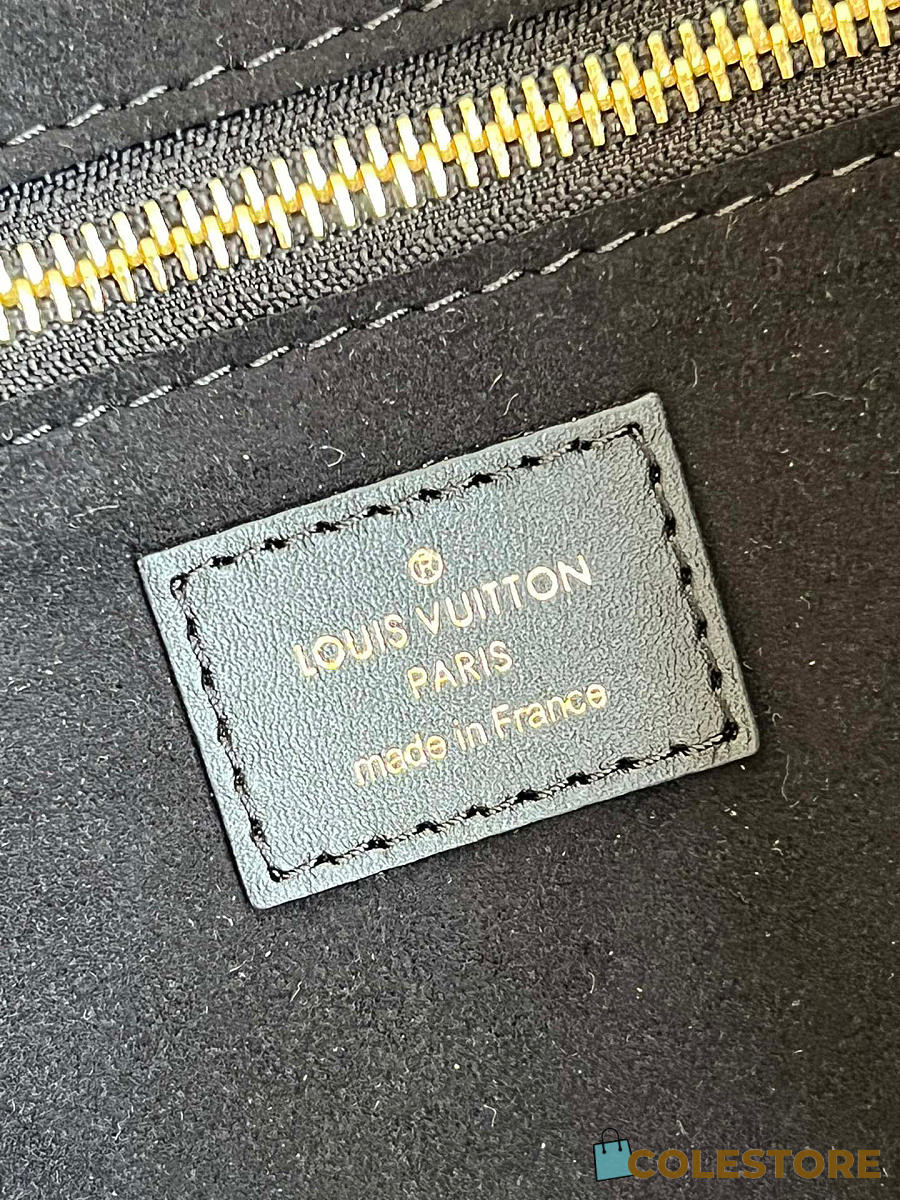 ®
LOUIS VUITTON
PARIS
made in France
COLESTORE